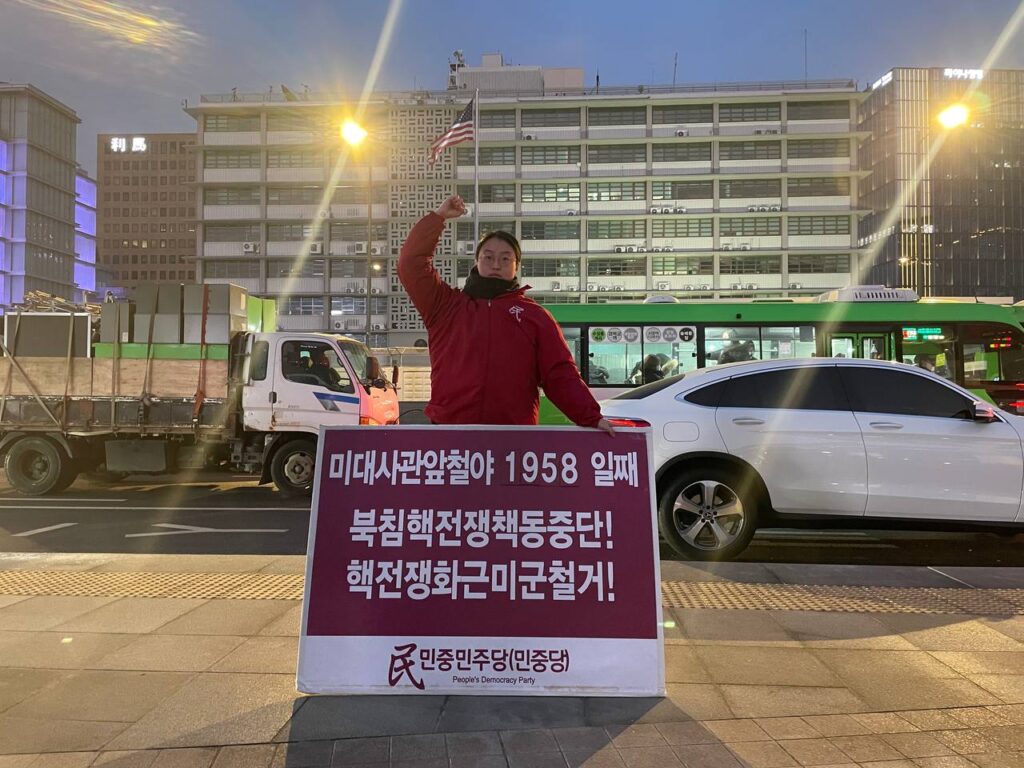 利馬
미대사관앞철야 1958 일째
북침핵전쟁책동중단!
핵전쟁화근미군철거!
民 민중민주당(민중당)
People's Democracy Party